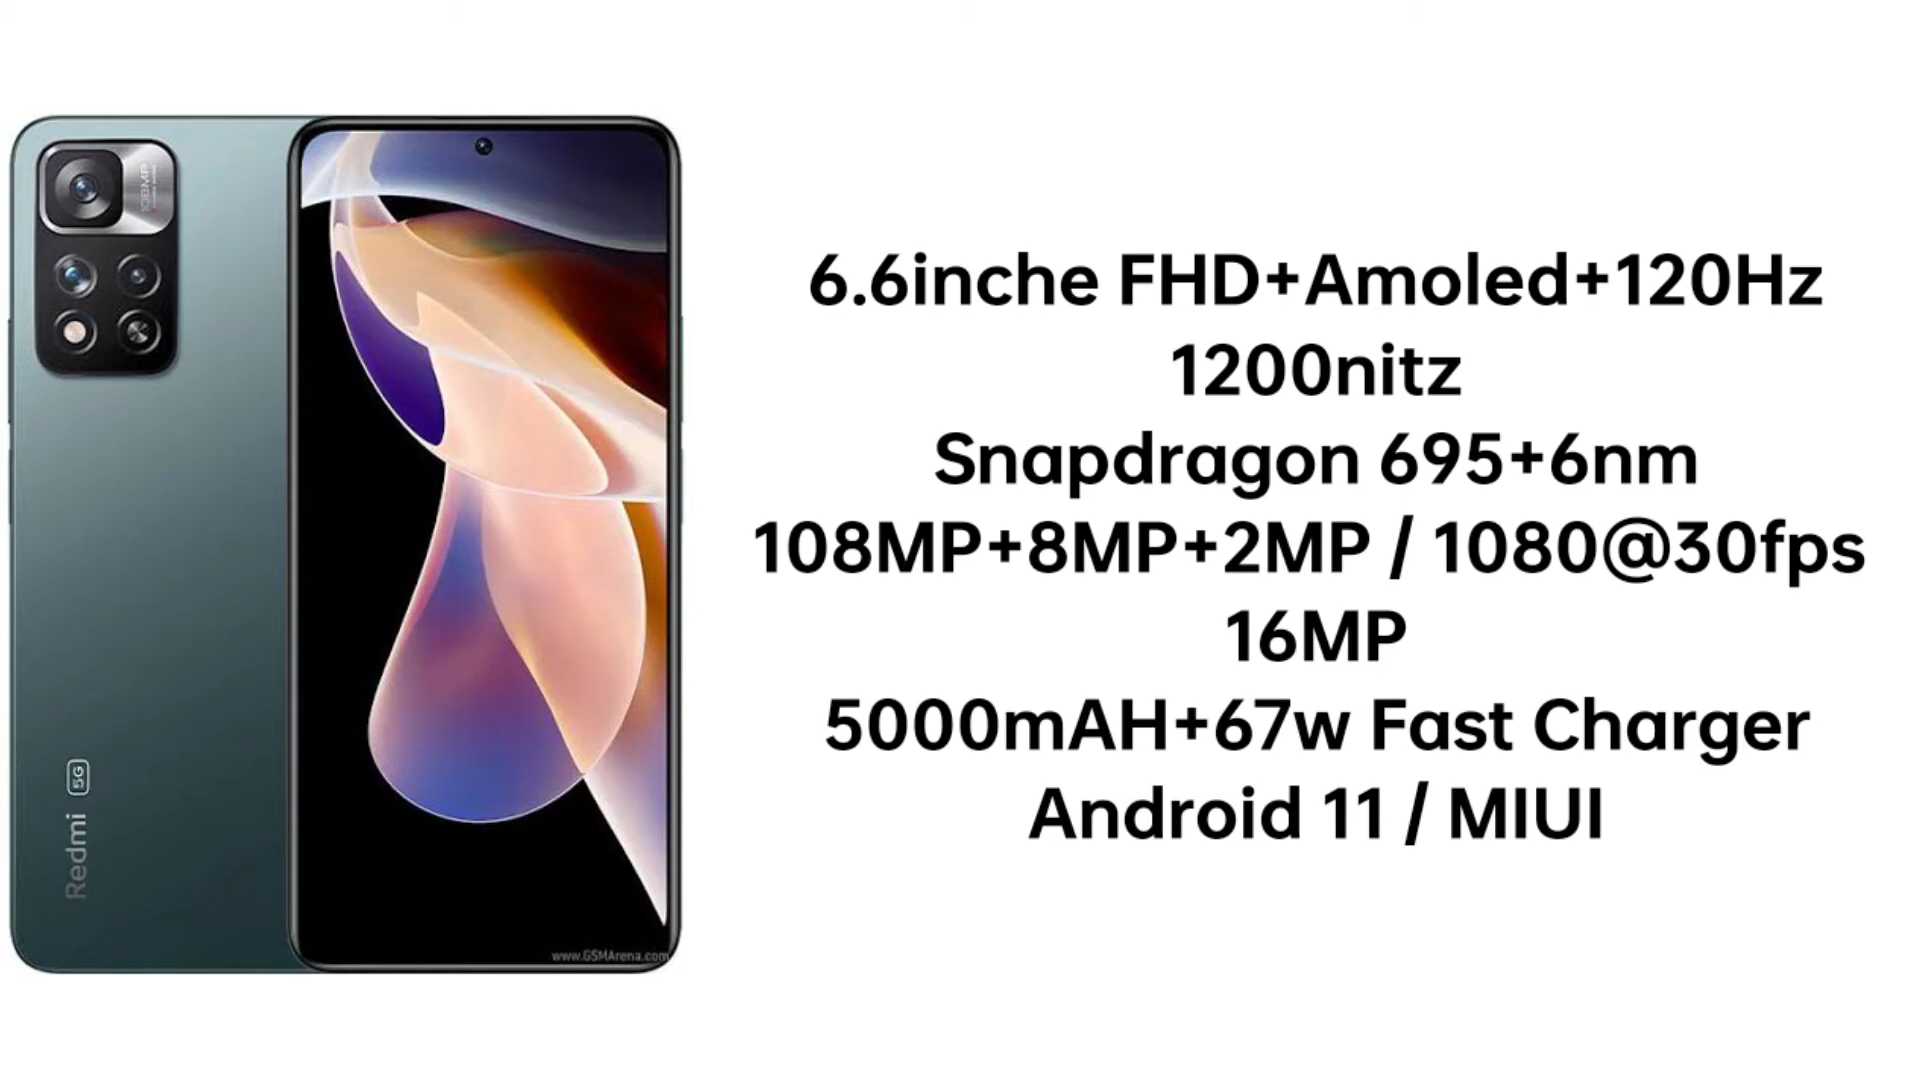 108MP
Redmi 5G
www.GSMArena.com
6.6inche FHD+Amoled+120Hz
1200nitz
Snapdragon 695+6nm
108MP+8MP+2MP / 1080@30fps
16MP
5000mAH+67w Fast Charger
Android 11 / MIUI